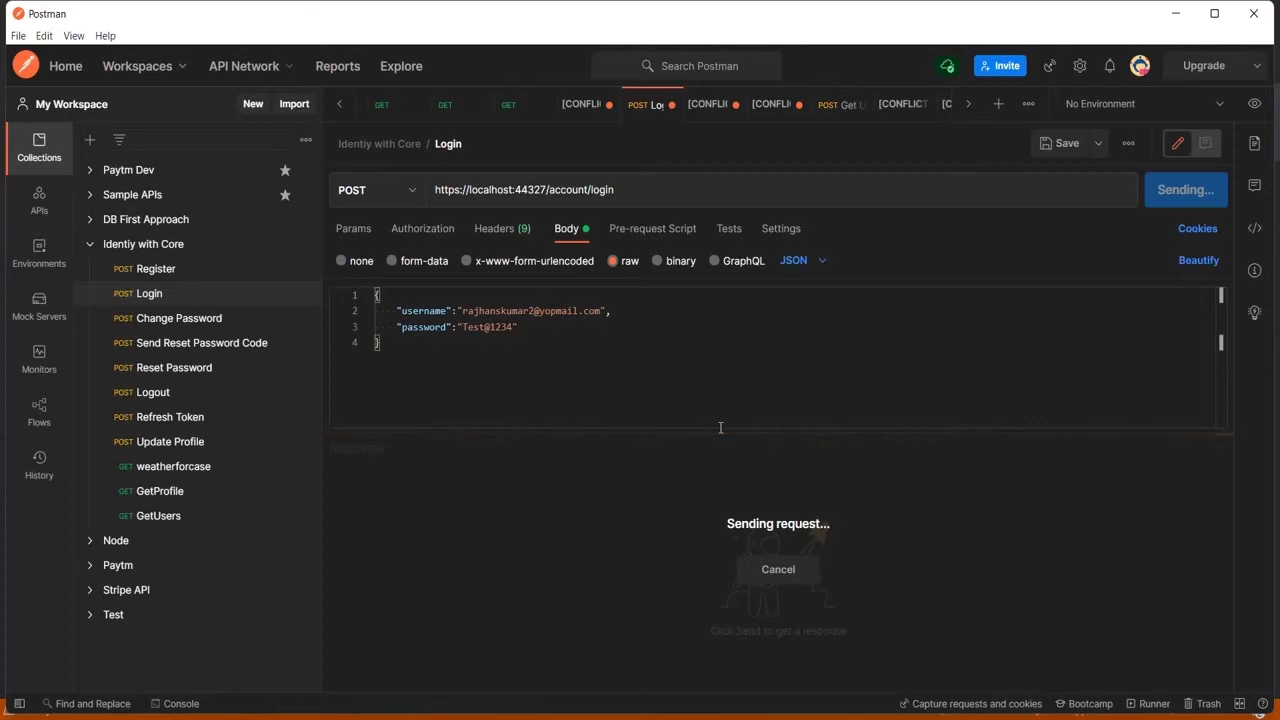 Postman
File Edit View Help
Home Workspaces API Network Reports Explore Search Postman Invite Upgrade
My Workspace New Import GET GET GET [CONFLI POST Lo [CONFLI [CONFLI POST Get U [CONFLICT [C No Environment
Collections
APIs
Environments
Mock Servers
Monitors
Flows
History
Paytm Dev
Sample APIs
DB First Approach
Identiy with Core
POST Register
POST Login
POST Change Password
POST Send Reset Password Code
POST Reset Password
POST Logout
POST Refresh Token
POST Update Profile
GET weatherforcase
GET GetProfile
GET GetUsers
Node
Paytm
Stripe API
Test
Identiy with Core / Login Save
POST https://localhost:44327/account/login Sending...
Params Authorization Headers (9) Body Pre-request Script Tests Settings Cookies
none form-data x-www-form-urlencoded raw binary GraphQL JSON Beautify
1 {
2 "username":"rajhanskumar2@yopmail.com",
3 "password":"Test@1234"
4 }
Response
Sending request...
Cancel
Click Send to get a response
Find and Replace Console Capture requests and cookies Bootcamp Runner Trash